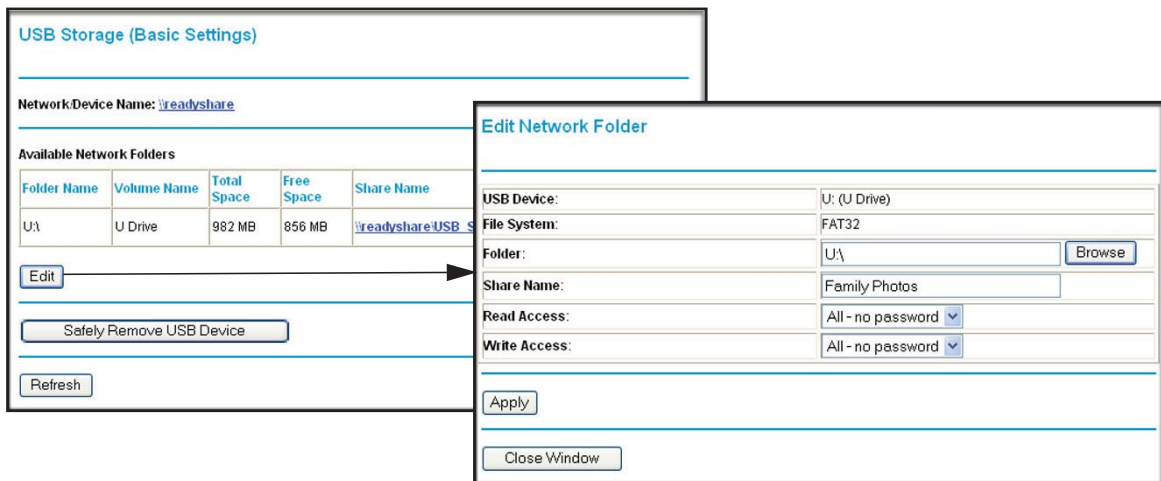 USB Storage (Basic Settings)
Network/Device Name: \\readyshare
Available Network Folders
Folder Name Volume Name Total Space Free Space Share Name
U:\ U Drive 982 MB 856 MB \\readyshare\USB_S
Edit
Safely Remove USB Device
Refresh
Edit Network Folder
USB Device: U: (U Drive)
File System: FAT32
Folder: U:\ Browse
Share Name: Family Photos
Read Access: All - no password
Write Access: All - no password
Apply
Close Window